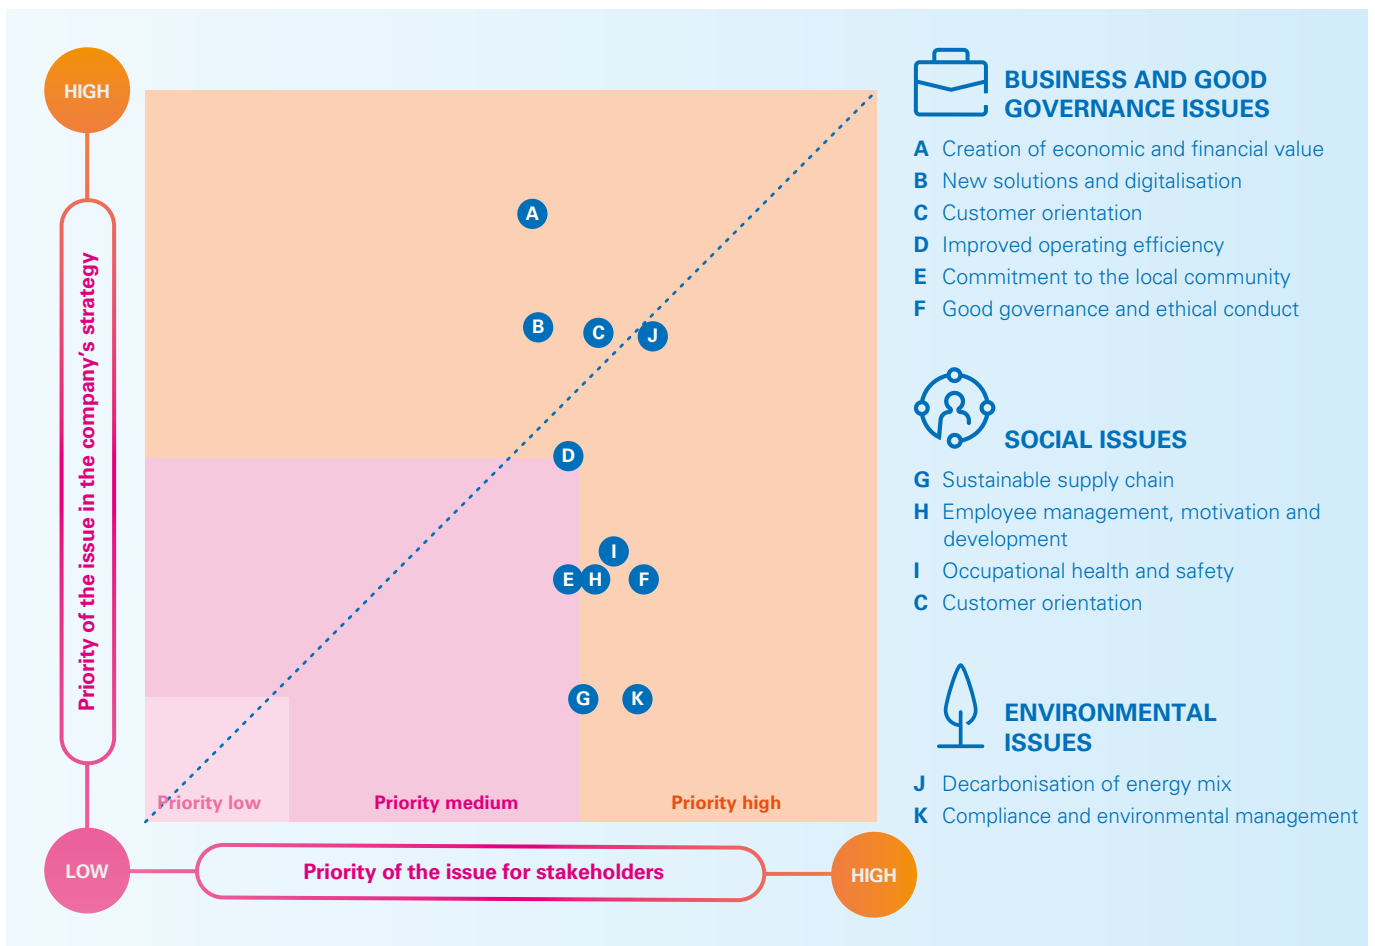 HIGH
Priority of the issue in the company's strategy
LOW
A
B
C
J
D
I
E
H
F
G
K
Priority low
Priority medium
Priority high
Priority of the issue for stakeholders
HIGH
BUSINESS AND GOOD
GOVERNANCE ISSUES
A Creation of economic and financial value
B New solutions and digitalisation
C Customer orientation
D Improved operating efficiency
E Commitment to the local community
F Good governance and ethical conduct
SOCIAL ISSUES
G Sustainable supply chain
H Employee management, motivation and
development
I Occupational health and safety
C Customer orientation
ENVIRONMENTAL
ISSUES
J Decarbonisation of energy mix
K Compliance and environmental management